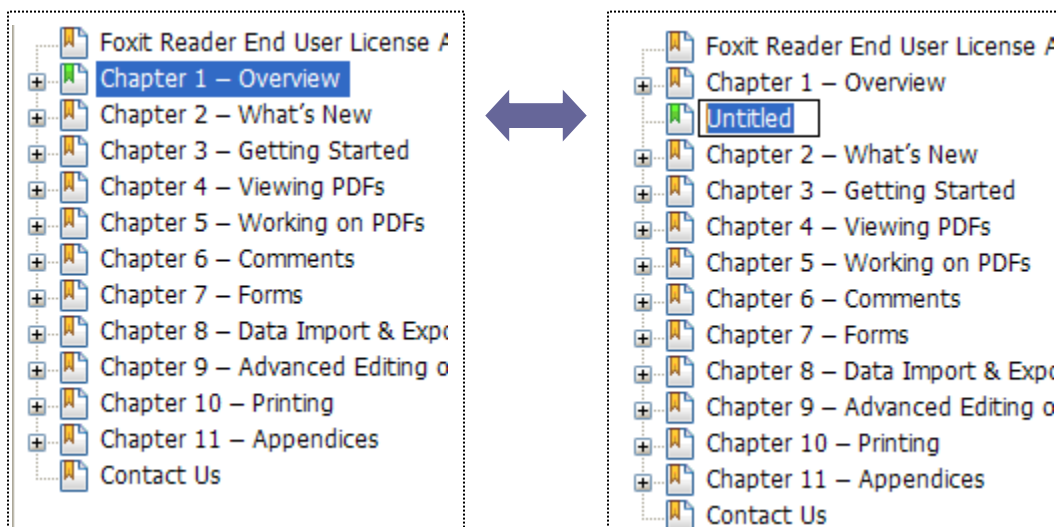 Foxit Reader End User License A
Chapter 1 – Overview
Chapter 2 – What's New
Chapter 3 – Getting Started
Chapter 4 – Viewing PDFs
Chapter 5 – Working on PDFs
Chapter 6 – Comments
Chapter 7 – Forms
Chapter 8 – Data Import & Expo
Chapter 9 – Advanced Editing o
Chapter 10 – Printing
Chapter 11 – Appendices
Contact Us
Foxit Reader End User License A
Chapter 1 – Overview
Untitled
Chapter 2 – What's New
Chapter 3 – Getting Started
Chapter 4 – Viewing PDFs
Chapter 5 – Working on PDFs
Chapter 6 – Comments
Chapter 7 – Forms
Chapter 8 – Data Import & Expo
Chapter 9 – Advanced Editing o
Chapter 10 – Printing
Chapter 11 – Appendices
Contact Us